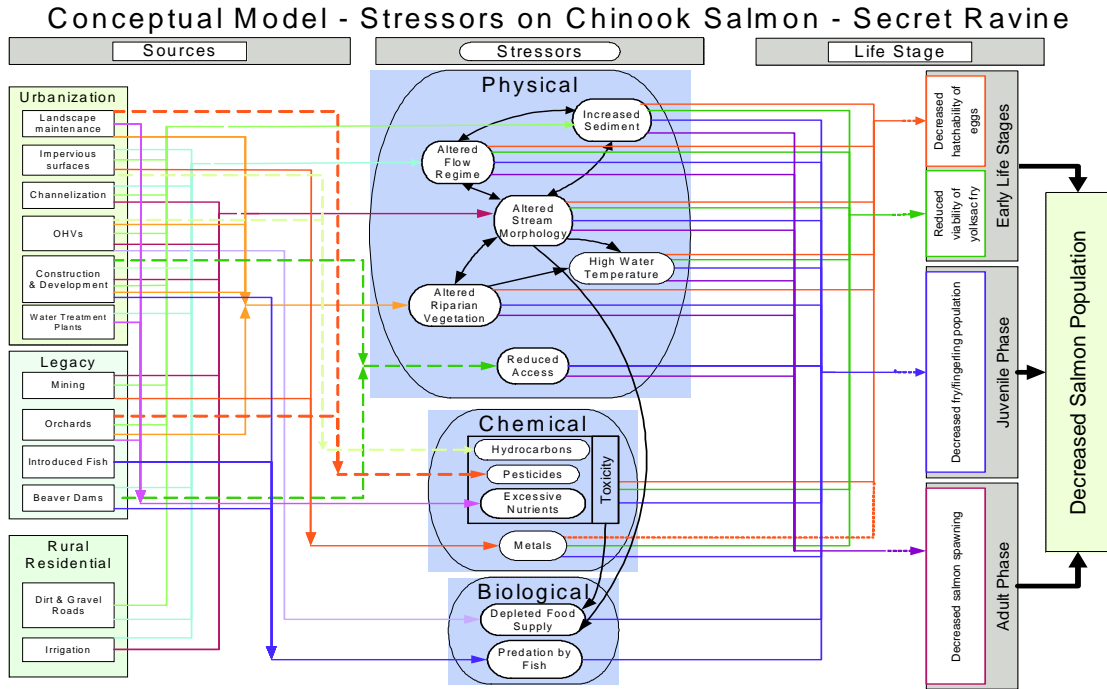 Conceptual Model - Stressors on Chinook Salmon - Secret Ravine
Sources
Stressors
Life Stage
Urbanization
Landscape
maintenance
Impervious
surfaces
Channelization
OHVs
Construction
& Development
Water Treatment
Plants
Legacy
Mining
Orchards
Introduced Fish
Beaver Dams
Rural
Residential
Dirt & Gravel
Roads
Irrigation
Physical
Increased
Sediment
Altered
Flow
Regime
Altered
Stream
Morphology
High Water
Temperature
Altered
Riparian
Vegetation
Reduced
Access
Chemical
Hydrocarbons
Pesticides
Excessive
Nutrients
Toxicity
Metals
Biological
Depleted Food
Supply
Predation by
Fish
Decreased
hatchability of
eggs
Reduced
viability of
yolksac fry
Early Life Stages
Decreased fry/fingerling population
Juvenile Phase
Decreased salmon spawning
Adult Phase
Decreased Salmon Population